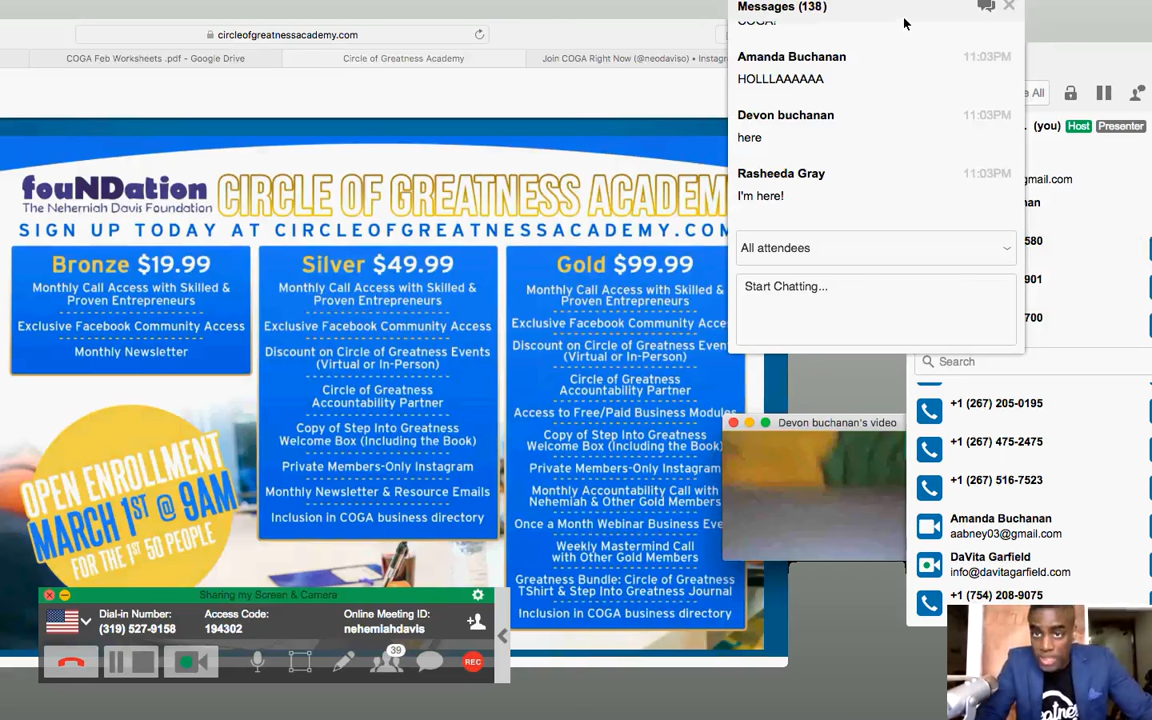 circleofgreatnessacademy.com
COGA Feb Worksheets .pdf - Google Drive
Circle of Greatness Academy
Join COGA Right Now (@neodaviso) • Instagr
fouNDation
The Nehemiah Davis Foundation
CIRCLE OF GREATNESS ACADEM
SIGN UP TODAY AT CIRCLEOFGREATNESSACADEMY.COM
Bronze $19.99
Monthly Call Access with Skilled &
Proven Entrepreneurs
Exclusive Facebook Community Access
Monthly Newsletter
Silver $49.99
Monthly Call Access with Skilled &
Proven Entrepreneurs
Exclusive Facebook Community Access
Discount on Circle of Greatness Events
(Virtual or In-Person)
Circle of Greatness
Accountability Partner
Copy of Step Into Greatness
Welcome Box (Including the Book)
Private Members-Only Instagram
Monthly Newsletter & Resource Emails
Inclusion in COGA business directory
Gold $99.99
Monthly Call Access with Skilled &
Proven Entrepreneurs
Exclusive Facebook Community Acce
Discount on Circle of Greatness Even
(Virtual or In-Person)
Circle of Greatness
Accountability Partner
Access to Free/Paid Business Module
Copy of Step Into Greatness
Welcome Box (Including the Book)
Private Members-Only Instagram
Monthly Accountability Call with
Nehemiah & Other Gold Members
Once a Month Webinar Business Eve
Weekly Mastermind Call
with Other Gold Members
Greatness Bundle: Circle of Greatness
TShirt & Step Into Greatness Journal
Inclusion in COGA business directory
OPEN ENROLLMENT
MARCH 1ST @ 9AM
FOR THE 1ST 50 PEOPLE
Messages (138)
COGA!
Amanda Buchanan 11:03PM
HOLLLAAAAAA
Devon buchanan 11:03PM
here
Rasheeda Gray 11:03PM
I'm here!
All attendees
Start Chatting...
e All
(you) Host Presenter
gmail.com
nan
580
901
700
Search
+1 (267) 205-0195
+1 (267) 475-2475
+1 (267) 516-7523
Amanda Buchanan
aabney03@gmail.com
DaVita Garfield
info@davitagarfield.com
+1 (754) 208-9075
Devon buchanan's video
Sharing my Screen & Camera
Dial-in Number: Access Code: Online Meeting ID:
(319) 527-9158 194302 nehemiahdavis
39
REC